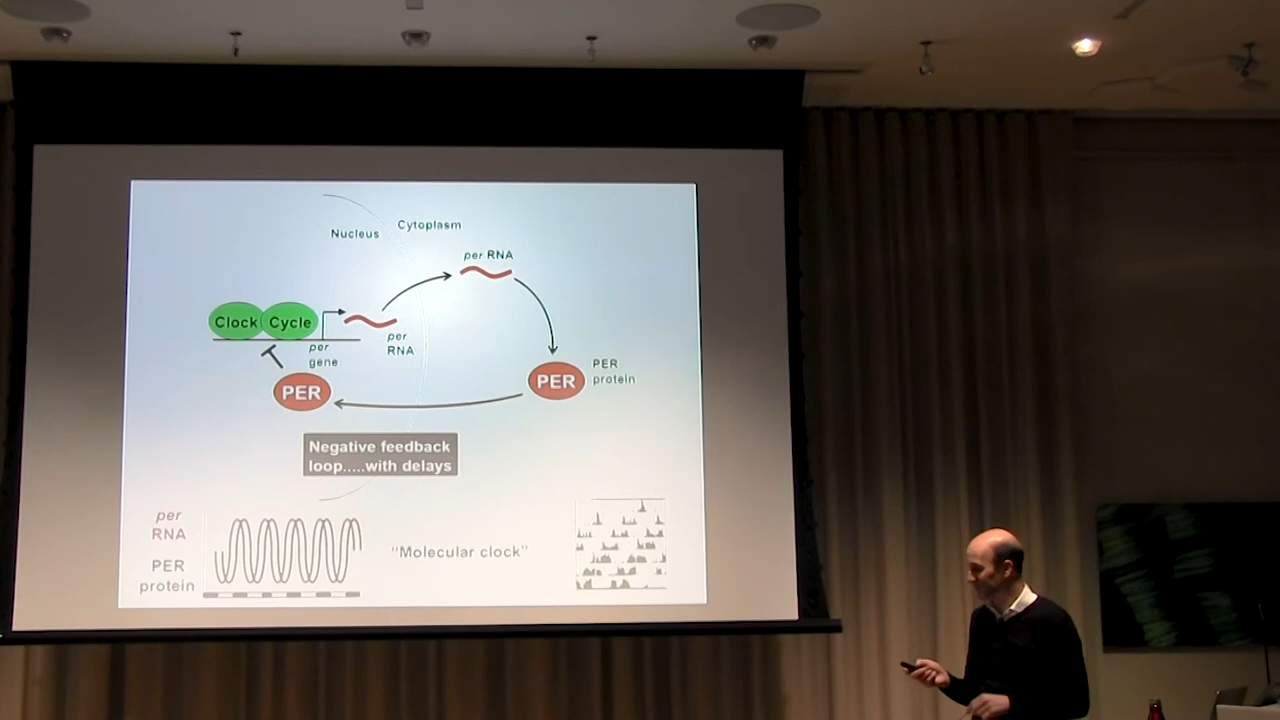 Nucleus
Cytoplasm
per RNA
Clock Cycle
per
gene
per
RNA
PER
PER
PER
protein
Negative feedback
loop.....with delays
per
RNA
PER
protein
"Molecular clock"